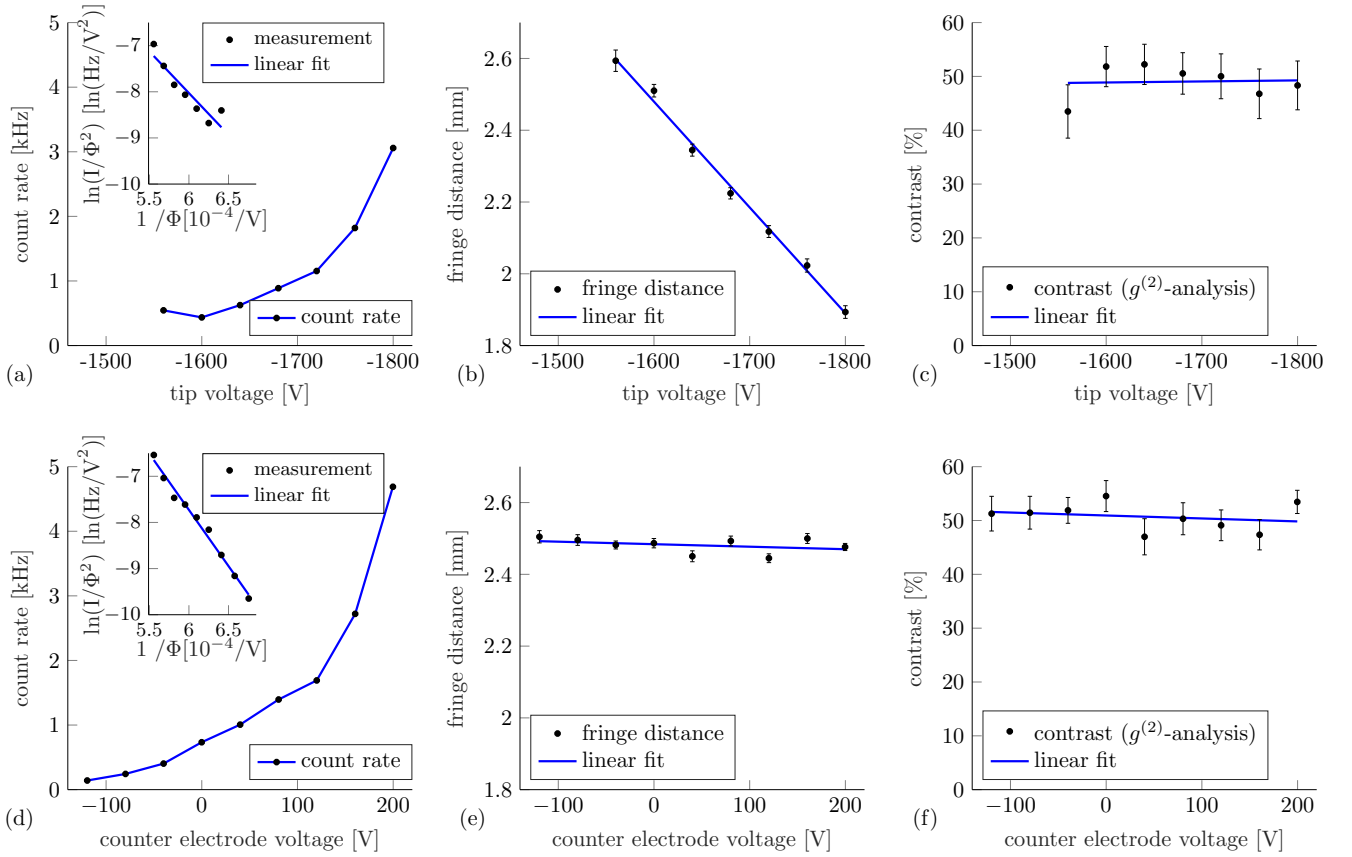 5
4
3
2
1
0
count rate [kHz]
-1500 -1600 -1700 -1800
tip voltage [V]
(a)
ln(I/Φ²) [ln(Hz/V²)]
−7
−8
−9
−10
5.5 6 6.5
1 /Φ[10⁻⁴/V]
measurement
linear fit
count rate
2.6
2.4
2.2
2
1.8
fringe distance [mm]
-1500 -1600 -1700 -1800
tip voltage [V]
(b)
fringe distance
linear fit
60
50
40
30
20
10
0
contrast [%]
-1500 -1600 -1700 -1800
tip voltage [V]
(c)
contrast (g⁽²⁾-analysis)
linear fit
5
4
3
2
1
0
count rate [kHz]
−100 0 100 200
counter electrode voltage [V]
(d)
ln(I/Φ²) [ln(Hz/V²)]
−7
−8
−9
−10
5.5 6 6.5
1 /Φ[10⁻⁴/V]
measurement
linear fit
count rate
2.6
2.4
2.2
2
1.8
fringe distance [mm]
−100 0 100 200
counter electrode voltage [V]
(e)
fringe distance
linear fit
60
50
40
30
20
10
0
contrast [%]
−100 0 100 200
counter electrode voltage [V]
(f)
contrast (g⁽²⁾-analysis)
linear fit